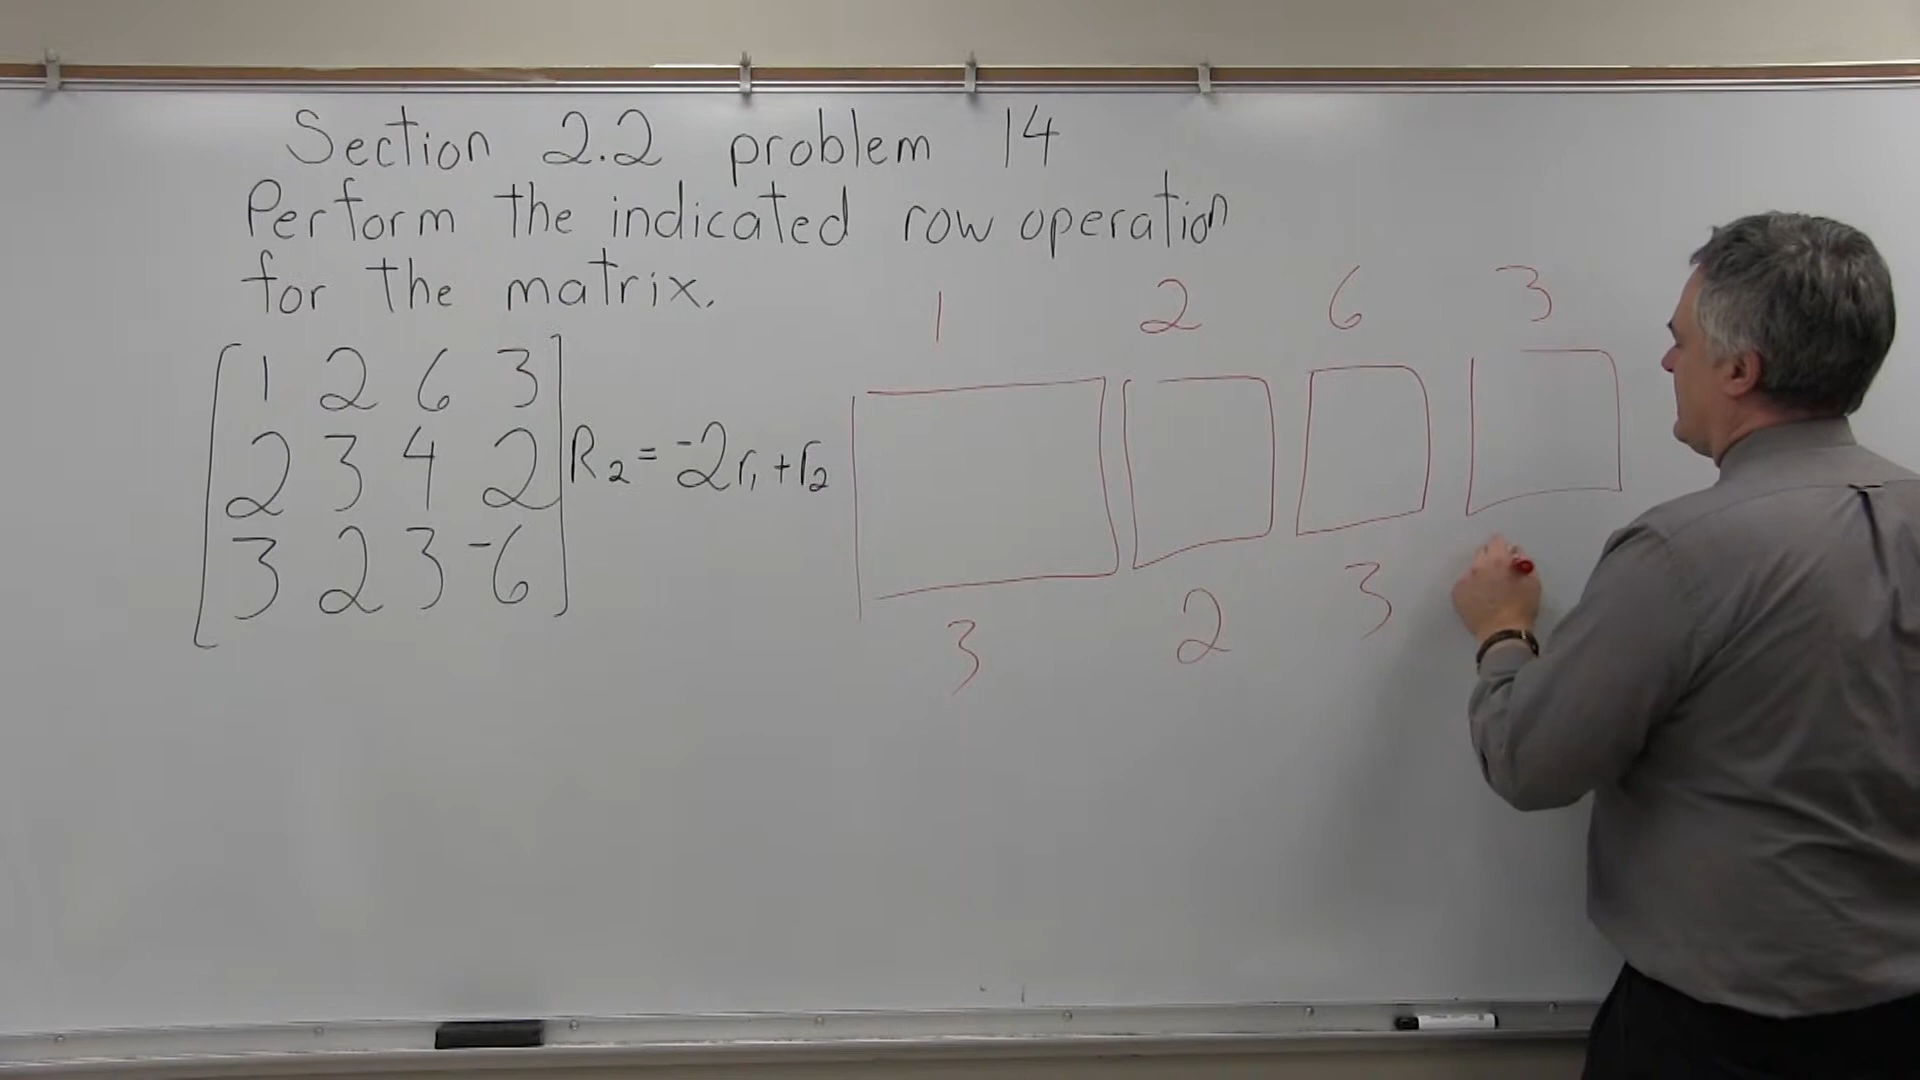 Section 2.2 problem 14
Perform the indicated row operation
for the matrix.
1 2 6 3
2 3 4 2 R₂ = -2r₁ + r₂
3 2 3 -6
1 2 6 3
3 2 3